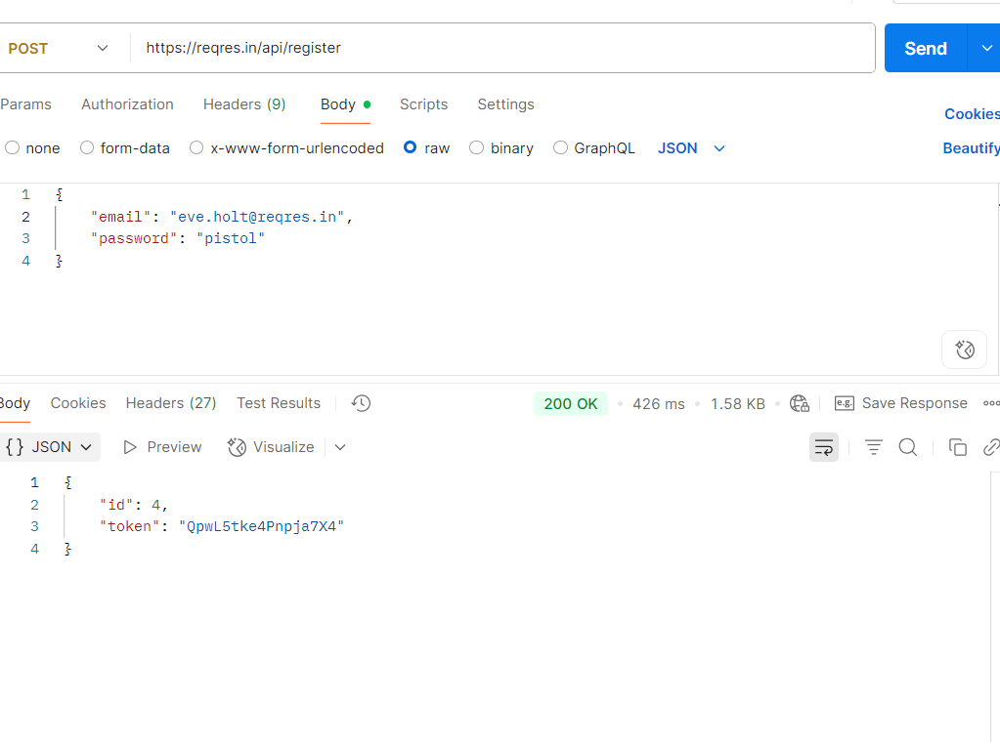 POST https://reqres.in/api/register Send
Params Authorization Headers (9) Body Scripts Settings
Cookies
none form-data x-www-form-urlencoded raw binary GraphQL JSON Beautify
1 {
2 "email": "eve.holt@reqres.in",
3 "password": "pistol"
4 }
Body Cookies Headers (27) Test Results 200 OK 426 ms 1.58 KB e.g. Save Response
{} JSON Preview Visualize
1 {
2 "id": 4,
3 "token": "QpwL5tke4Pnpja7X4"
4 }